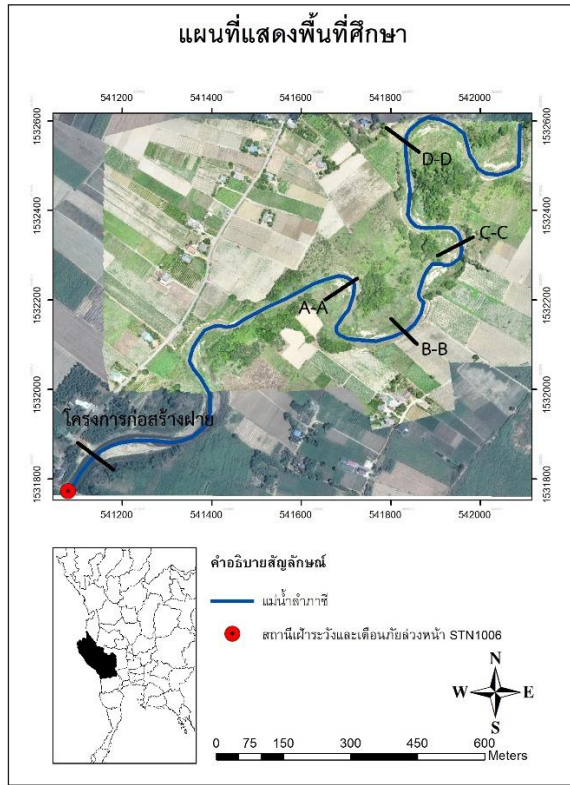 แผนที่แสดงพื้นที่ศึกษา
541200 541400 541600 541800 542000
1532600 1532600
D-D
1532400 1532400
C-C
1532200 1532200
A-A
B-B
1532000 1532000
โครงการก่อสร้างฝาย
1531800 1531800
541200 541400 541600 541800 542000
คำอธิบายสัญลักษณ์
แม่น้ำลำภาชี
สถานีเฝ้าระวังและเตือนภัยล่วงหน้า STN1006
N
W E
S
0 75 150 300 450 600
Meters